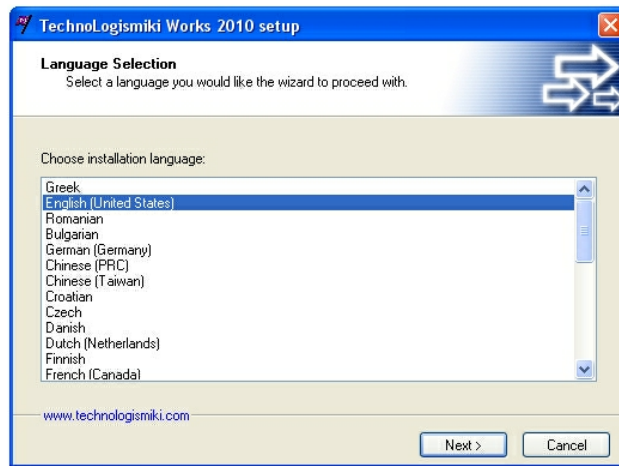 TechnoLogismiki Works 2010 setup
Language Selection
Select a language you would like the wizard to proceed with.
Choose installation language:
Greek
English (United States)
Romanian
Bulgarian
German (Germany)
Chinese (PRC)
Chinese (Taiwan)
Croatian
Czech
Danish
Dutch (Netherlands)
Finnish
French (Canada)
www.technologismiki.com
Next >
Cancel